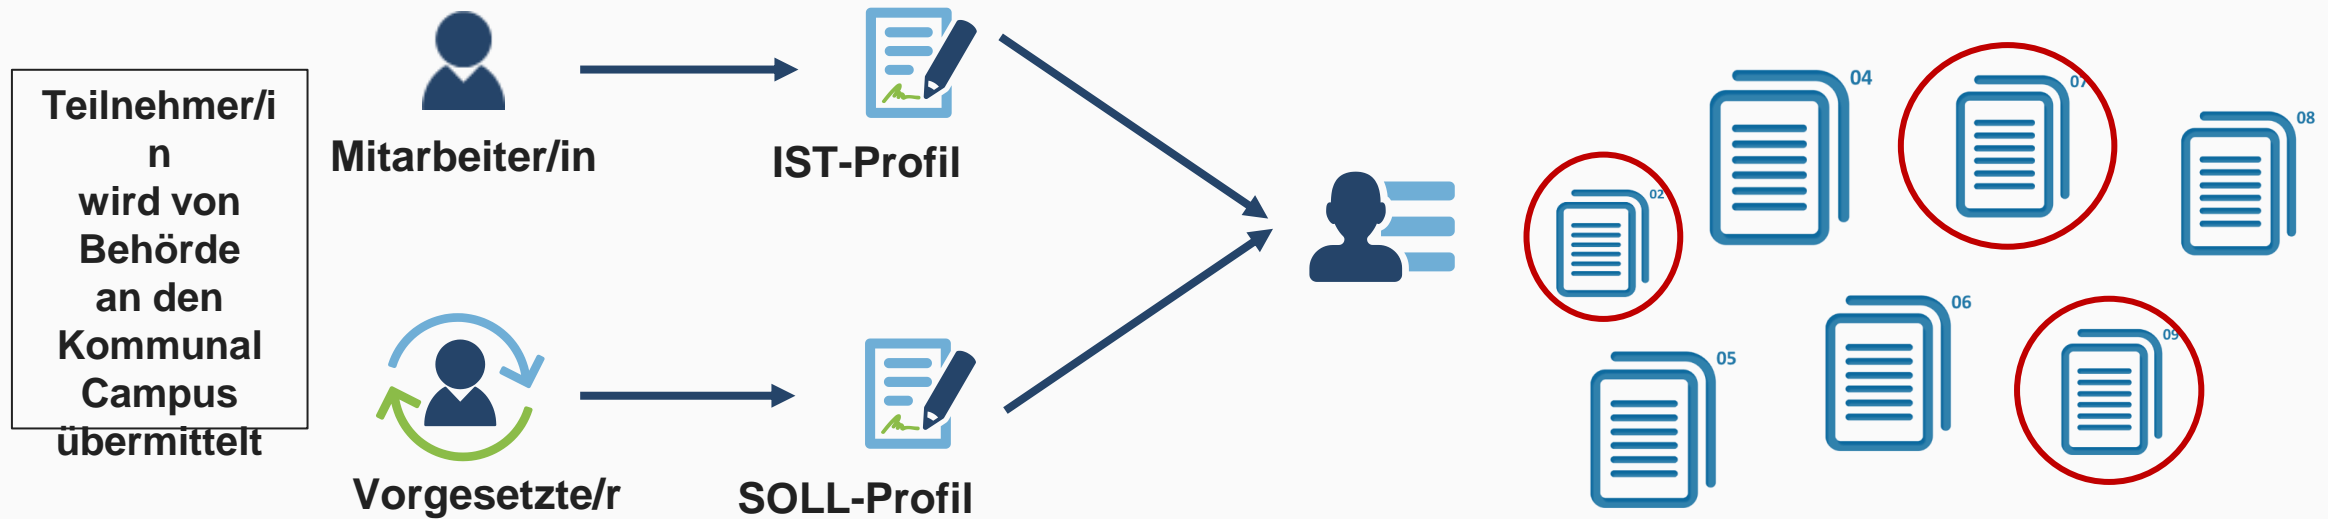 Teilnehmer/i
n
wird von
Behörde
an den
Kommunal
Campus
übermittelt
Mitarbeiter/in
IST-Profil
Vorgesetzte/r
SOLL-Profil
02
04
07
08
05
06
09